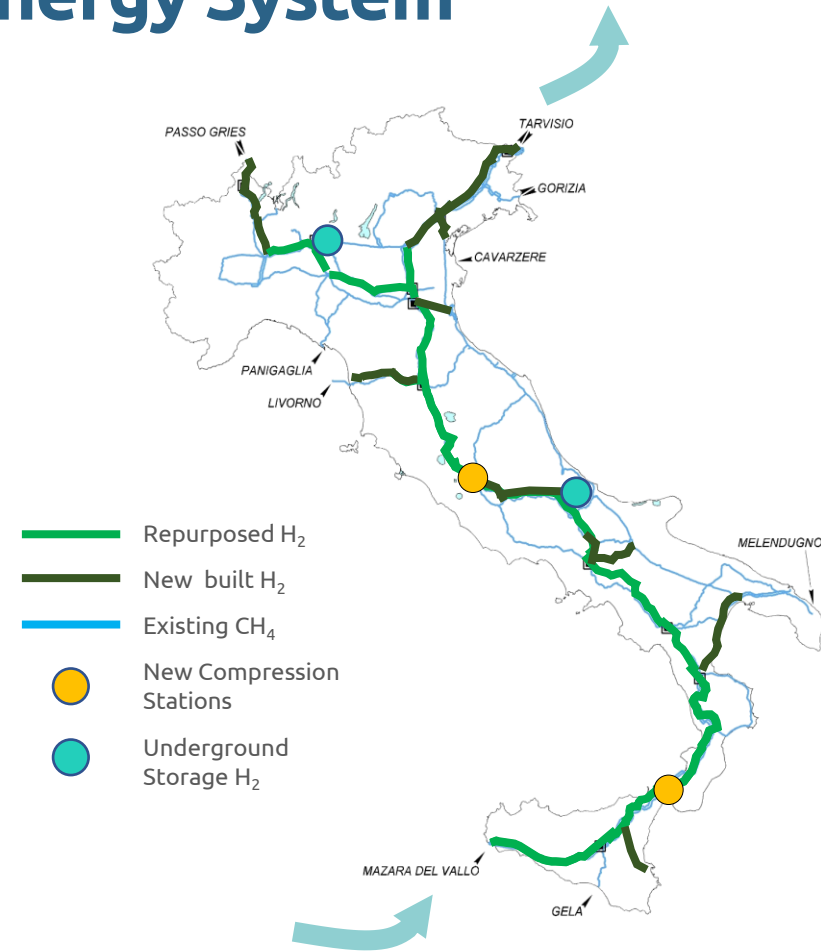 nergy System
TARVISIO
PASSO GRIES
GORIZIA
CAVARZERE
PANIGAGLIA
LIVORNO
Repurposed H₂
MELENDUGNO
New built H₂
Existing CH₄
New Compression
Stations
Underground
Storage H₂
MAZARA DEL VALLO
GELA